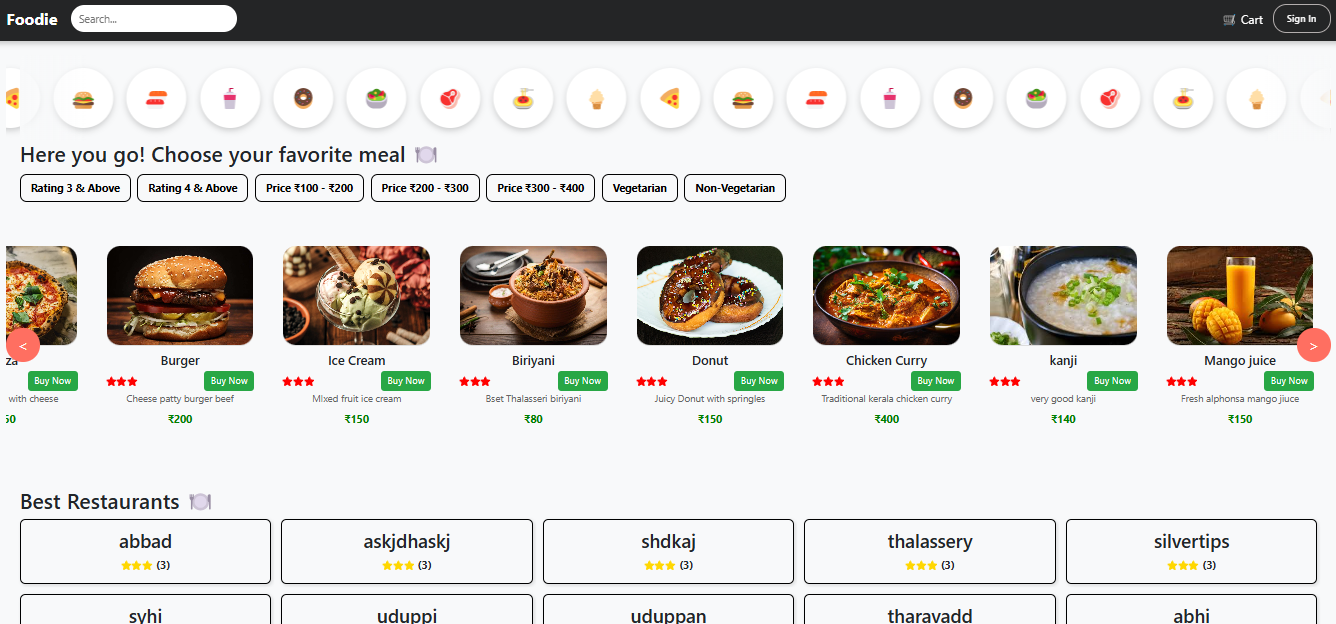 Foodie Search... 🛒 Cart Sign In
Here you go! Choose your favorite meal 🍽️
Rating 3 & Above Rating 4 & Above Price ₹100 - ₹200 Price ₹200 - ₹300 Price ₹300 - ₹400 Vegetarian Non-Vegetarian
< >
za Burger Ice Cream Biriyani Donut Chicken Curry kanji Mango juice
Buy Now Buy Now Buy Now Buy Now Buy Now Buy Now Buy Now Buy Now
with cheese Cheese patty burger beef MIxed fruit ice cream Bset Thalasseri biriyani Juicy Donut with springles Traditional kerala chicken curry very good kanji Fresh alphonsa mango jiuce
50 ₹200 ₹150 ₹80 ₹150 ₹400 ₹140 ₹150
Best Restaurants 🍽️
abbad askjdhaskj shdkaj thalassery silvertips
(3) (3) (3) (3) (3)
syhi uduppi uduppan tharavadd abhi